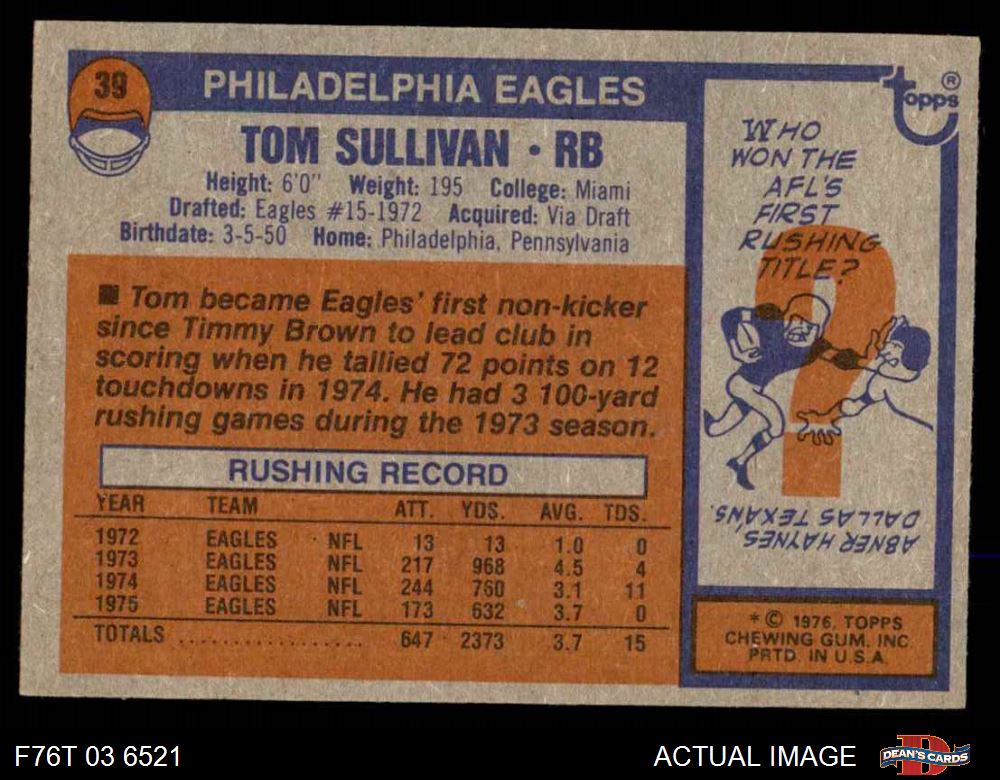 39
PHILADELPHIA EAGLES
TOM SULLIVAN • RB
Height: 6'0" Weight: 195 College: Miami
Drafted: Eagles #15-1972 Acquired: Via Draft
Birthdate: 3-5-50 Home: Philadelphia, Pennsylvania
■ Tom became Eagles' first non-kicker
since Timmy Brown to lead club in
scoring when he tallied 72 points on 12
touchdowns in 1974. He had 3 100-yard
rushing games during the 1973 season.
RUSHING RECORD
YEAR TEAM ATT. YDS. AVG. TDS.
1972 EAGLES NFL 13 13 1.0 0
1973 EAGLES NFL 217 968 4.5 4
1974 EAGLES NFL 244 760 3.1 11
1975 EAGLES NFL 173 632 3.7 0
TOTALS .................. 647 2373 3.7 15
Topps ®
WHO
WON THE
AFL'S
FIRST
RUSHING
TITLE?
?
ABNER HAYNES,
DALLAS TEXANS.
* © 1976, TOPPS
CHEWING GUM, INC
PRTD. IN U.S.A.
F76T 03 6521
ACTUAL IMAGE
DEAN'S CARDS